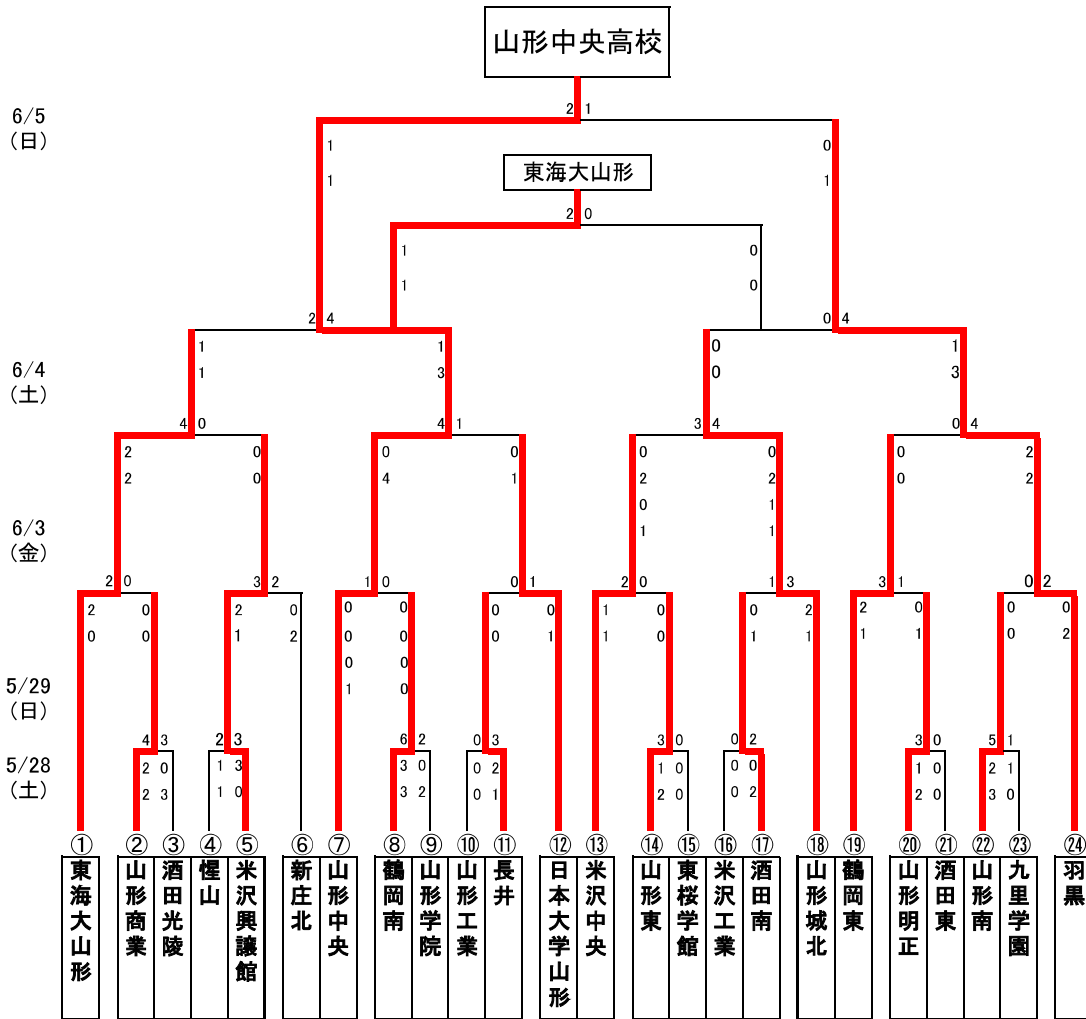 山形中央高校
2 1
6/5
(日)
1 0
東海大山形
1 1
2 0
1 0
1 0
2 4 0 4
1 1 0 1
6/4
(土)
1 3 0 3
4 0 4 1 3 4 0 4
2 0 0 0 0 0 0 2
2 0 4 1 2 2 0 2
0 1
6/3
(金)
1 1
2 0 3 2 1 0 0 1 2 0 1 3 3 1 0 2
2 0 2 0 0 0 0 0 1 0 0 2 2 0 0 0
0 0 1 2 0 0 0 1 1 0 1 1 1 1 0 2
0 0
5/29
(日)
1 0
4 3 2 3 6 2 0 3 3 0 0 2 3 0 5 1
5/28
(土)
2 0 1 3 3 0 0 2 1 0 0 0 1 0 2 1
2 3 1 0 3 2 0 1 2 0 0 2 2 0 3 0
① ② ③ ④ ⑤ ⑥ ⑦ ⑧ ⑨ ⑩ ⑪ ⑫ ⑬ ⑭ ⑮ ⑯ ⑰ ⑱ ⑲ ⑳ ㉑ ㉒ ㉓ ㉔
東海大山形
山形商業
酒田光陵
惺山
米沢興譲館
新庄北
山形中央
鶴岡南
山形学院
山形工業
長井
日本大学山形
米沢中央
山形東
東桜学館
米沢工業
酒田南
山形城北
鶴岡東
山形明正
酒田東
山形南
九里学園
羽黒